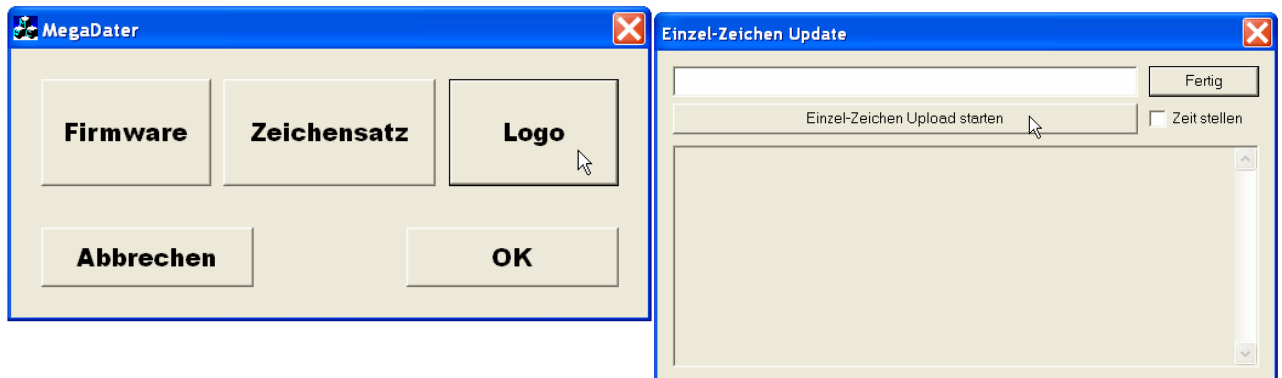 MegaDater
Firmware
Zeichensatz
Logo
Abbrechen
OK
Einzel-Zeichen Update
Fertig
Einzel-Zeichen Upload starten
Zeit stellen